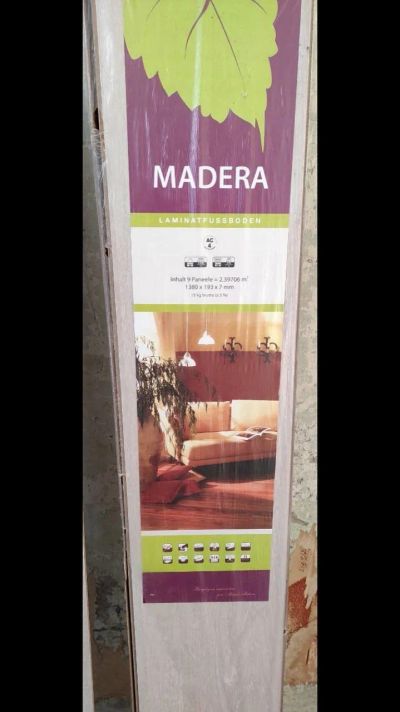 MADERA
LAMINATFUSSBODEN
AC
4
Inhalt 9 Paneele = 2,39706 m²
1380 x 193 x 7 mm